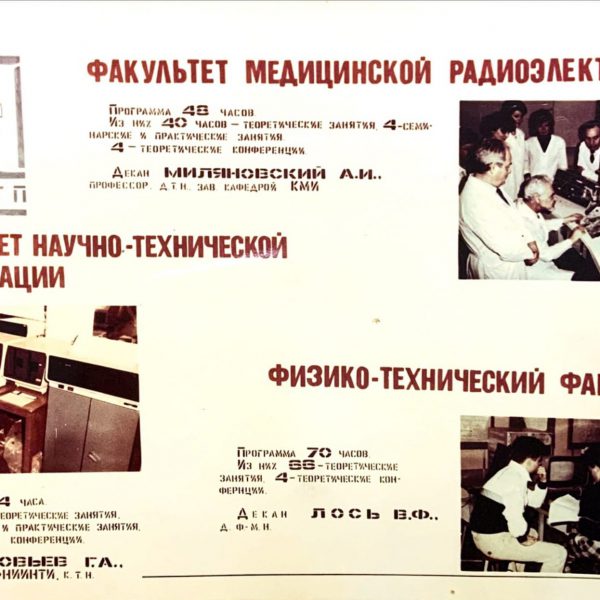 ФАКУЛЬТЕТ МЕДИЦИНСКОЙ РАДИОЭЛЕКТ
Программа 48 часов
Из них 40 часов – теоретические занятия, 4-семи-
нарские и практические занятия.
4 – теоретические конференции.
Декан МИЛЯНОВСКИЙ А.И.,
профессор, д.т.н. зав. кафедрой КМИ
ЕТ НАУЧНО-ТЕХНИЧЕСКОЙ
АЦИИ
ФИЗИКО-ТЕХНИЧЕСКИЙ ФА
Программа 70 часов.
Из них 66-теоретические
занятия, 4-теоретические кон-
ференции.
Декан ЛОСЬ В.Ф.,
д. ф-м.н.
4 часа
теоретические занятия,
и практические занятия,
конференции.
ОВЬЕВ Г.А.,
НИИНТИ, к.т.н.